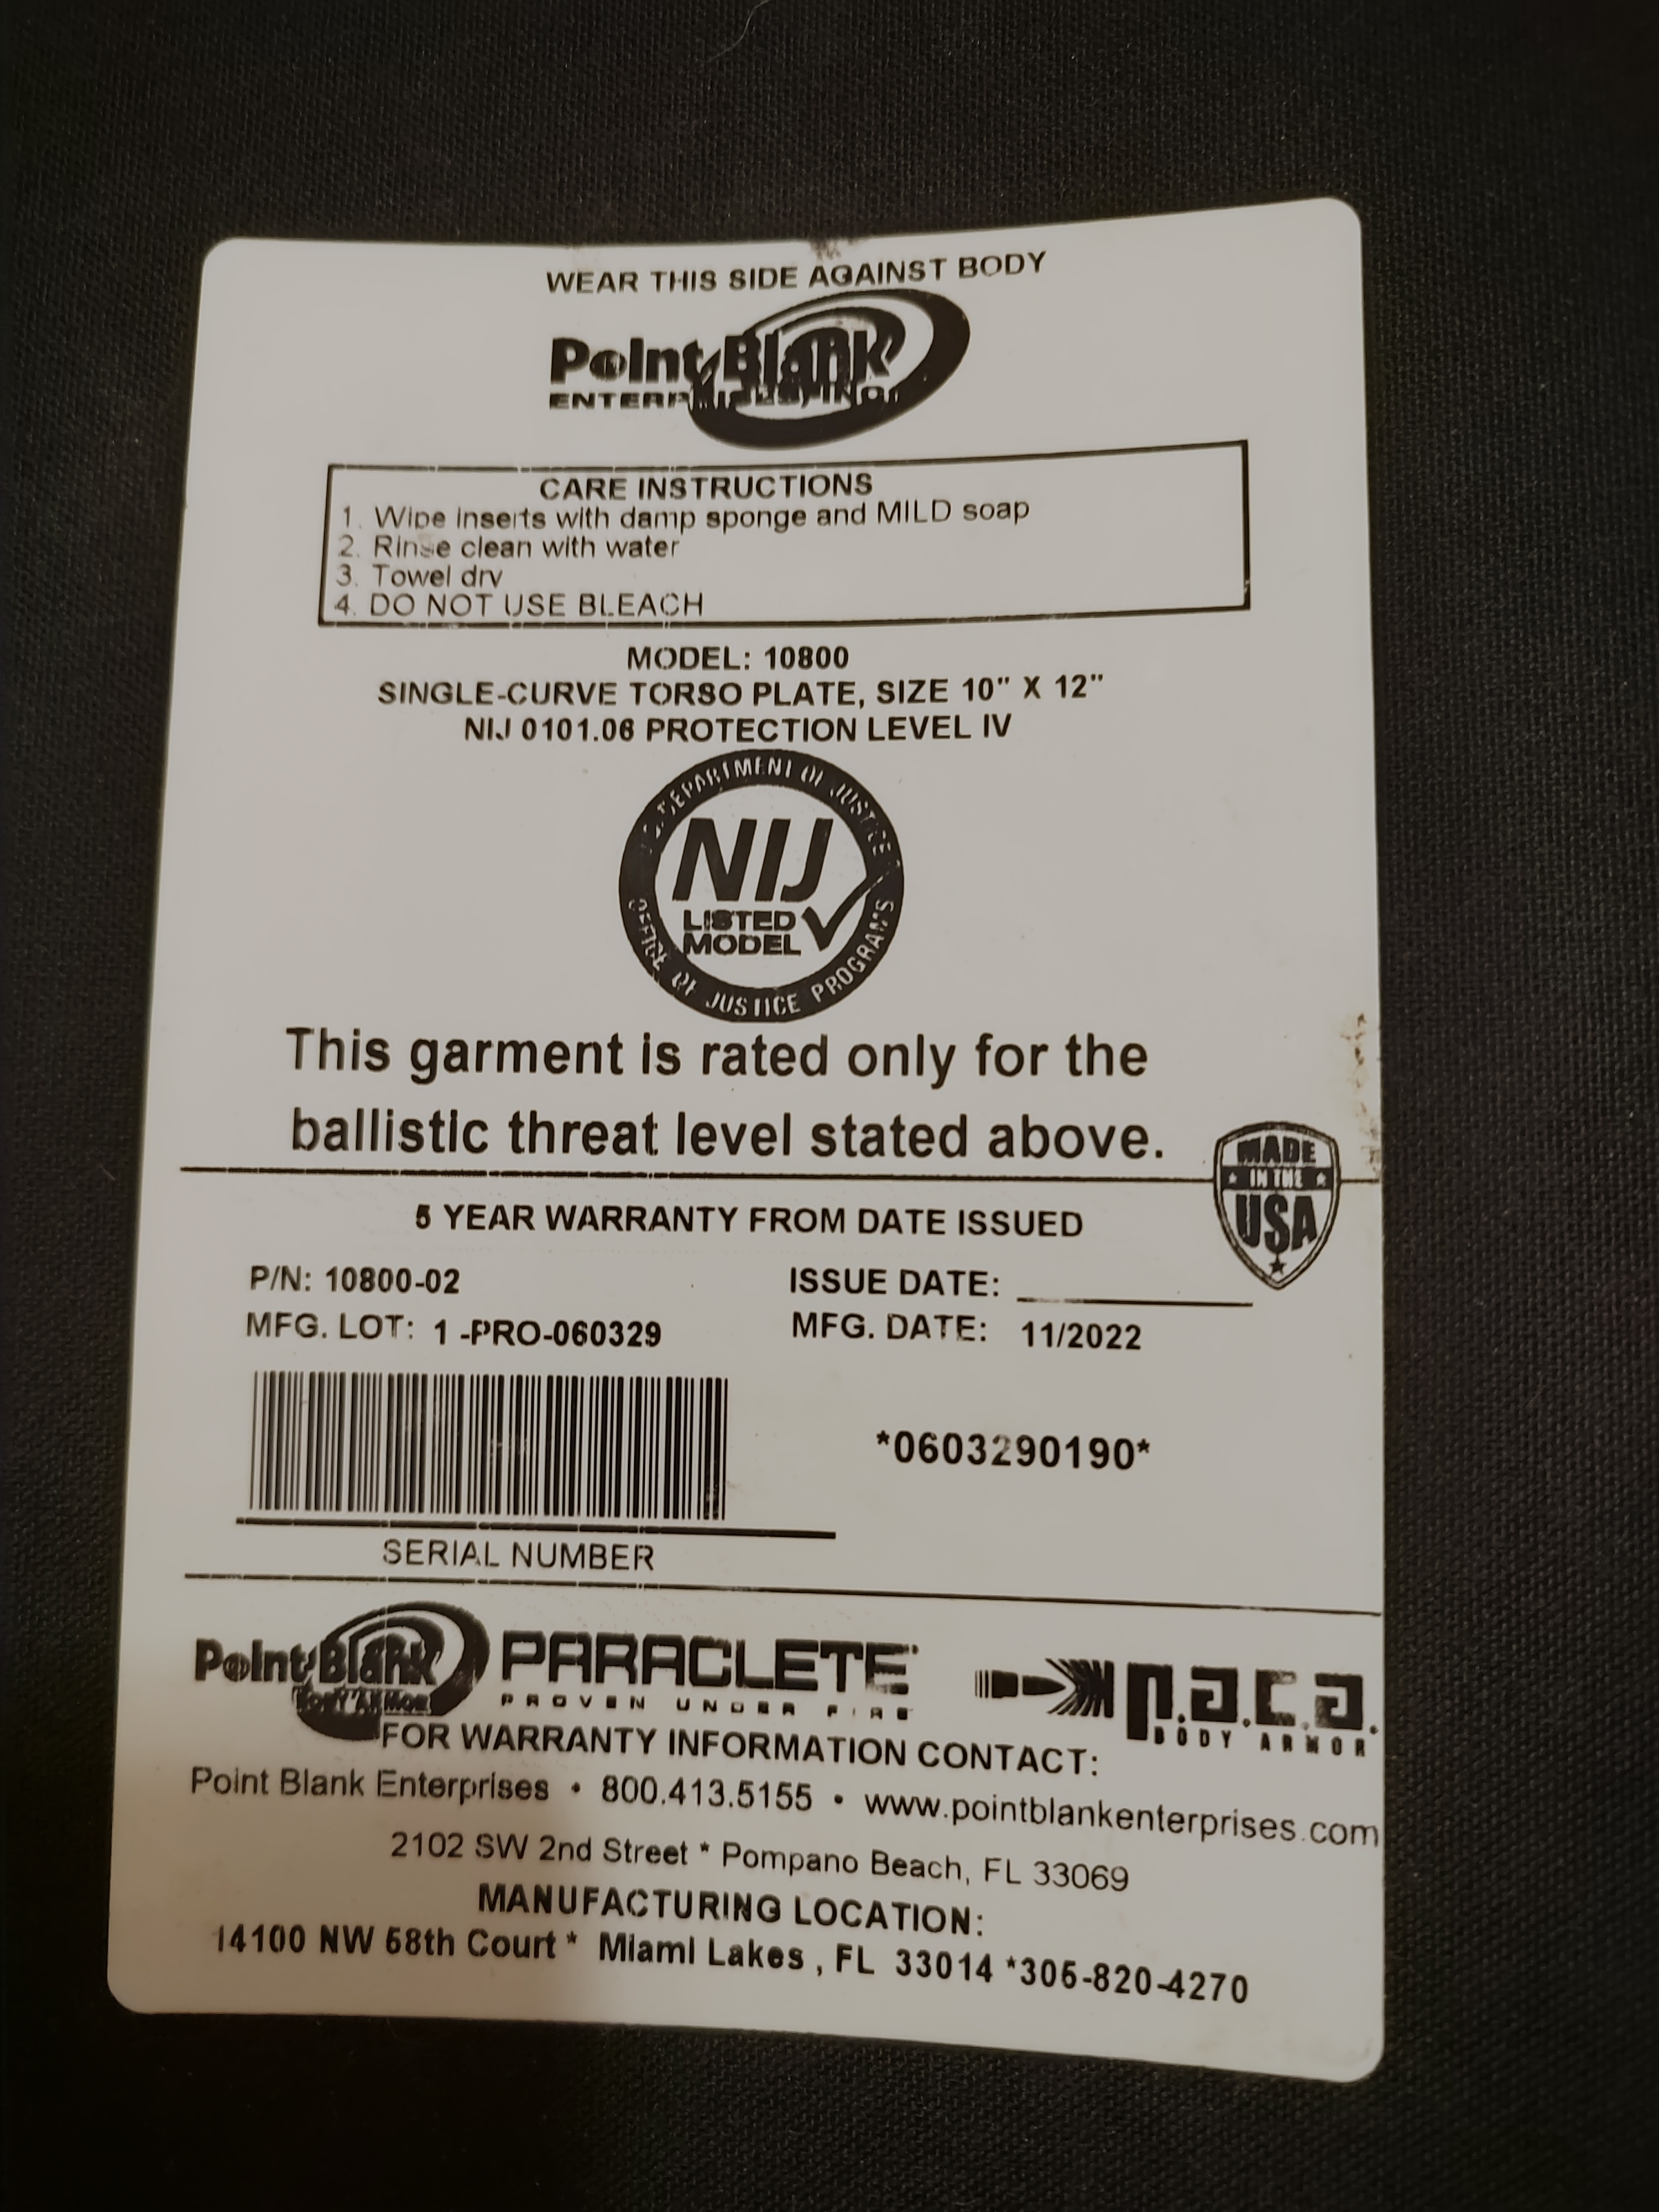 WEAR THIS SIDE AGAINST BODY
Point Blank
ENTERPRISES, INC.
CARE INSTRUCTIONS
1. Wipe inserts with damp sponge and MILD soap
2. Rinse clean with water
3. Towel dry
4. DO NOT USE BLEACH
MODEL: 10800
SINGLE-CURVE TORSO PLATE, SIZE 10" X 12"
NIJ 0101.06 PROTECTION LEVEL IV
U.S. DEPARTMENT OF JUSTICE
NIJ
LISTED
MODEL
OFFICE OF JUSTICE PROGRAMS
This garment is rated only for the
ballistic threat level stated above.
MADE
IN THE
USA
5 YEAR WARRANTY FROM DATE ISSUED
P/N: 10800-02 ISSUE DATE:
MFG. LOT: 1 -PRO-060329 MFG. DATE: 11/2022
*0603290190*
SERIAL NUMBER
Point Blank
BODY ARMOR
PARACLETE
PROVEN UNDER FIRE
p.a.c.a.
BODY ARMOR
FOR WARRANTY INFORMATION CONTACT:
Point Blank Enterprises • 800.413.5155 • www.pointblankenterprises.com
2102 SW 2nd Street * Pompano Beach, FL 33069
MANUFACTURING LOCATION:
14100 NW 58th Court * Miami Lakes , FL 33014 *305-820-4270